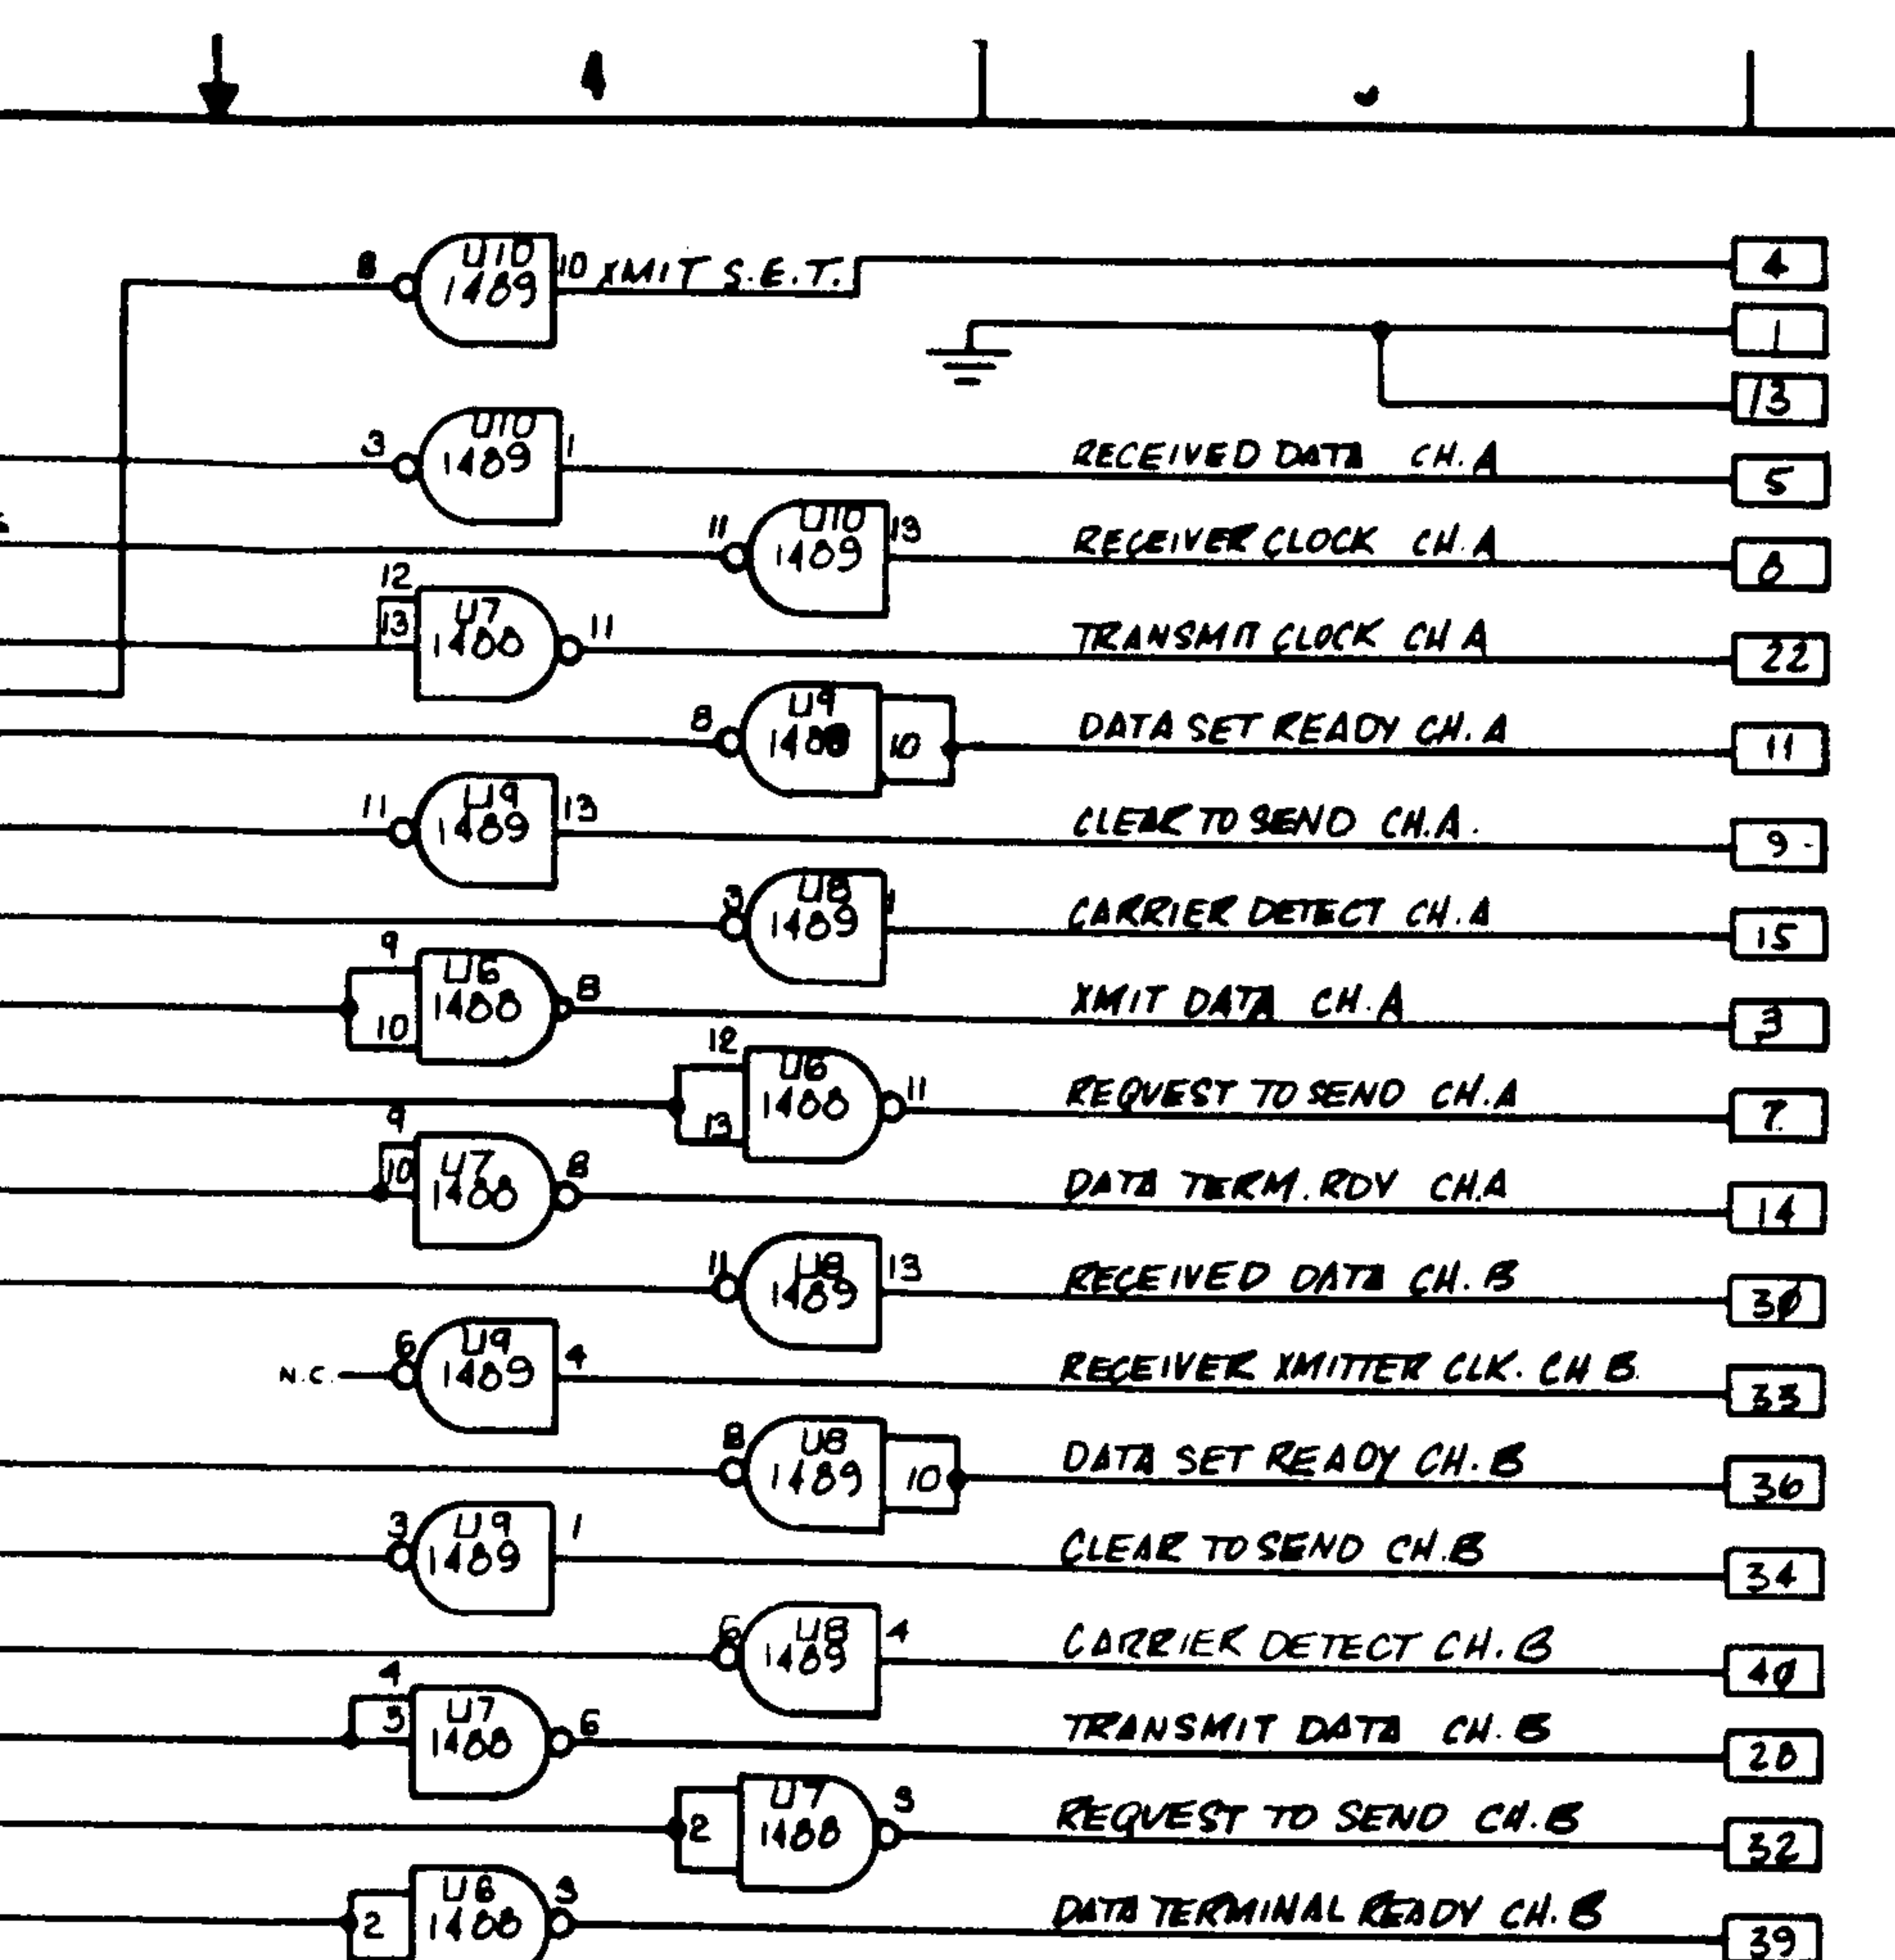 4
U10
8 1489 10 XMIT S.E.T. 4
1
13
U10
3 1489 1 RECEIVED DATA CH. A 5
U10
11 1489 13 RECEIVER CLOCK CH. A 8
12
13 U7
1488 11 TRANSMIT CLOCK CH A 22
U9
8 10 DATA SET READY CH. A 11
U9
11 1489 13 CLEAR TO SEND CH.A. 9
U8
3 1489 1 CARRIER DETECT CH. A 15
9 U6
10 1488 8 XMIT DATA CH.A 3
12 U6
13 1488 11 REQUEST TO SEND CH.A 7
9
10 U7
1488 8 DATA TERM. RDY CH.A 14
U8
11 1489 13 RECEIVED DATA CH. B 30
U9
N.C. 6 1489 4 RECEIVER XMITTER CLK. CH B. 33
U8
8 1489 10 DATA SET READY CH. B 36
U9
3 1489 1 CLEAR TO SEND CH.B 34
U8
6 1489 4 CARRIER DETECT CH. B 40
4 U7
5 1488 6 TRANSMIT DATA CH. B 28
U7
2 1488 3 REQUEST TO SEND CH.B 32
U6
2 1488 3 DATA TERMINAL READY CH. B 39